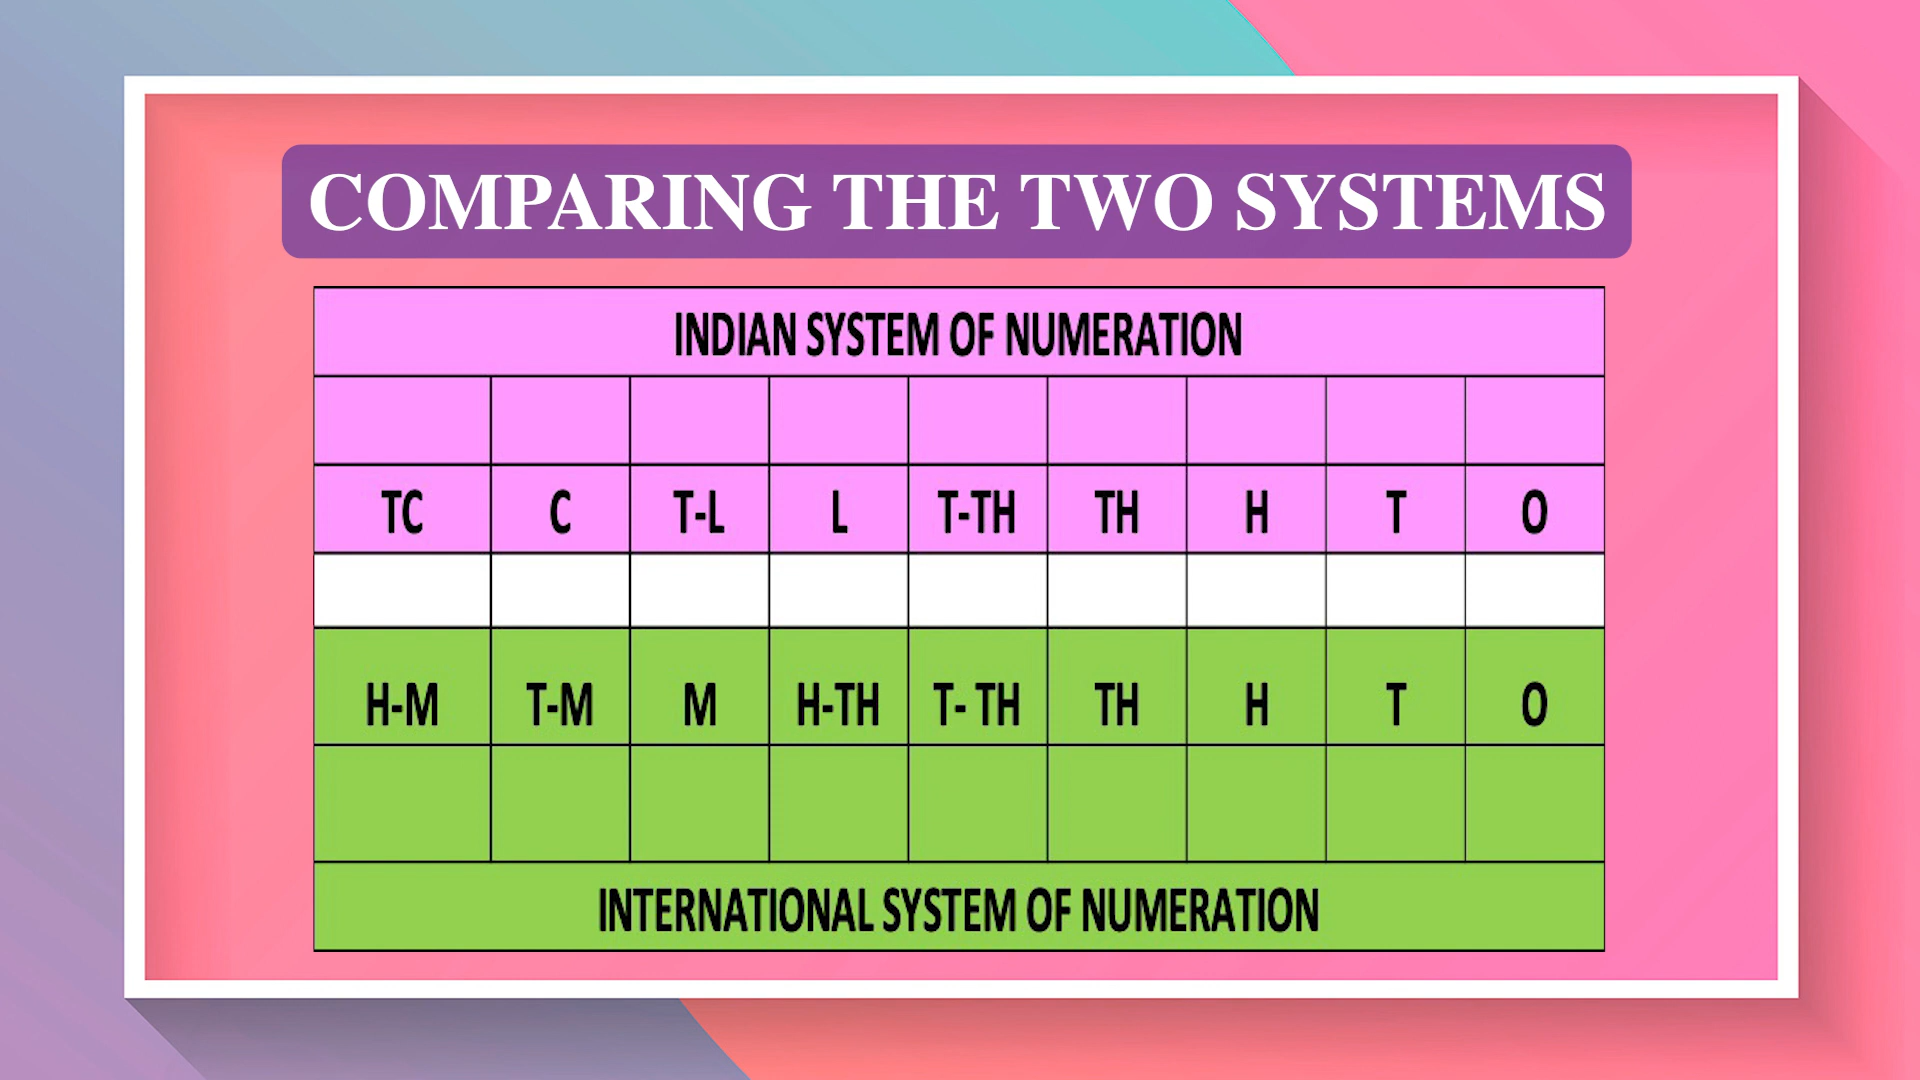 COMPARING THE TWO SYSTEMS
INDIAN SYSTEM OF NUMERATION
TC C T-L L T-TH TH H T O
H-M T-M M H-TH T- TH TH H T O
INTERNATIONAL SYSTEM OF NUMERATION